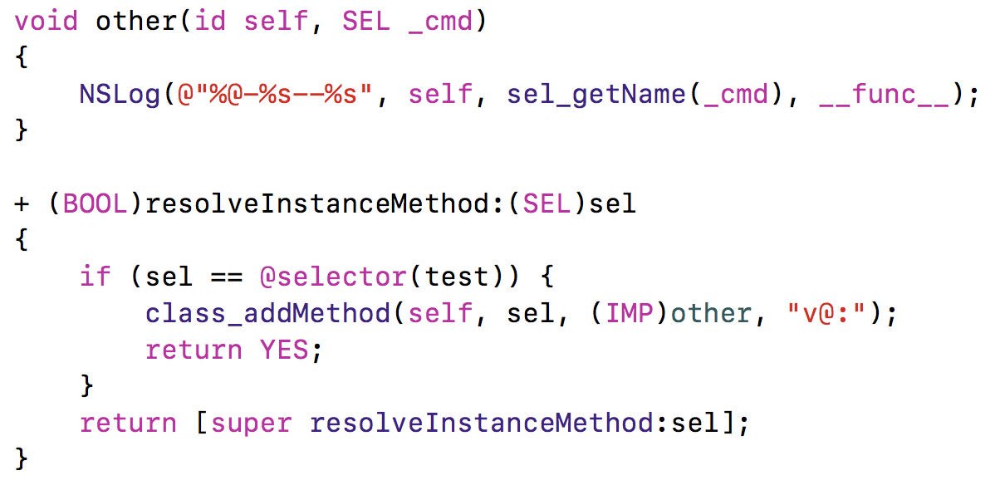 void other(id self, SEL _cmd)
{
    NSLog(@"%@-%s--%s", self, sel_getName(_cmd), __func__);
}

+ (BOOL)resolveInstanceMethod:(SEL)sel
{
    if (sel == @selector(test)) {
        class_addMethod(self, sel, (IMP)other, "v@:");
        return YES;
    }
    return [super resolveInstanceMethod:sel];
}